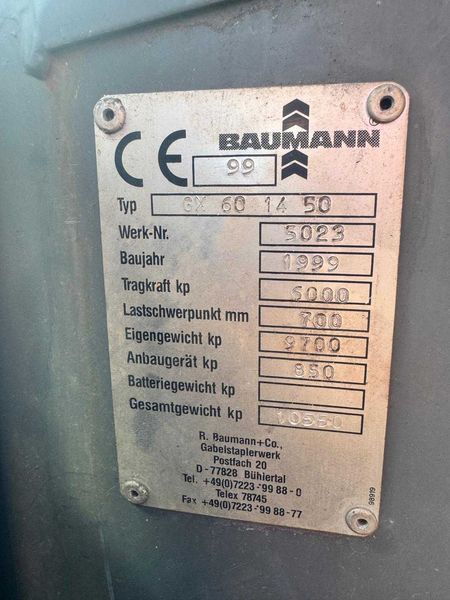 CE 99 BAUMANN
Typ GX 60 14 50
Werk-Nr. 5023
Baujahr 1999
Tragkraft kp 6000
Lastschwerpunkt mm 700
Eigengewicht kp 9700
Anbaugerät kp 850
Batteriegewicht kp
Gesamtgewicht kp 10550
R. Baumann+Co.,
Gabelstaplerwerk
Postfach 20
D-77828 Bühlertal
Tel. +49(0)7223-99 88-0
Telex 78745
Fax +49(0)7223-99 88-77